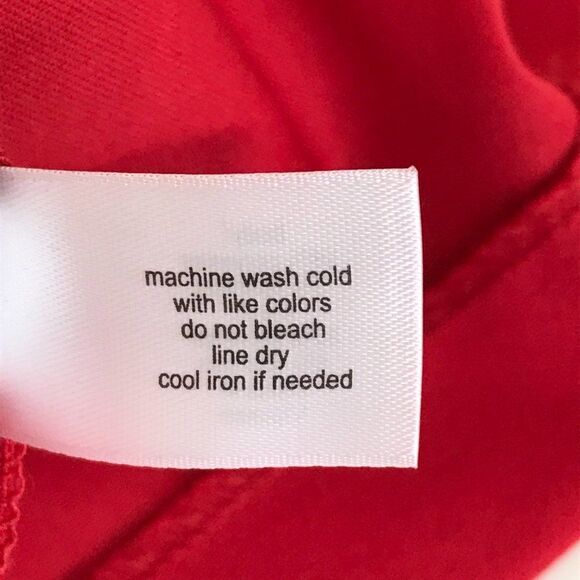 machine wash cold
with like colors
do not bleach
line dry
cool iron if needed